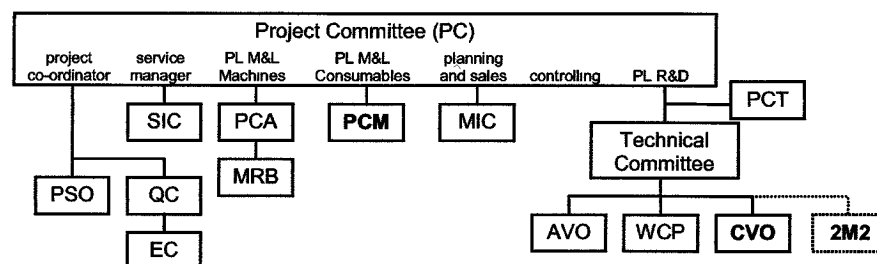 Project Committee (PC)
project co-ordinator
service manager
PL M&L Machines
PL M&L Consumables
planning and sales
controlling
PL R&D
SIC
PCA
PCM
MIC
PCT
Technical Committee
MRB
PSO
QC
EC
AVO
WCP
CVO
2M2